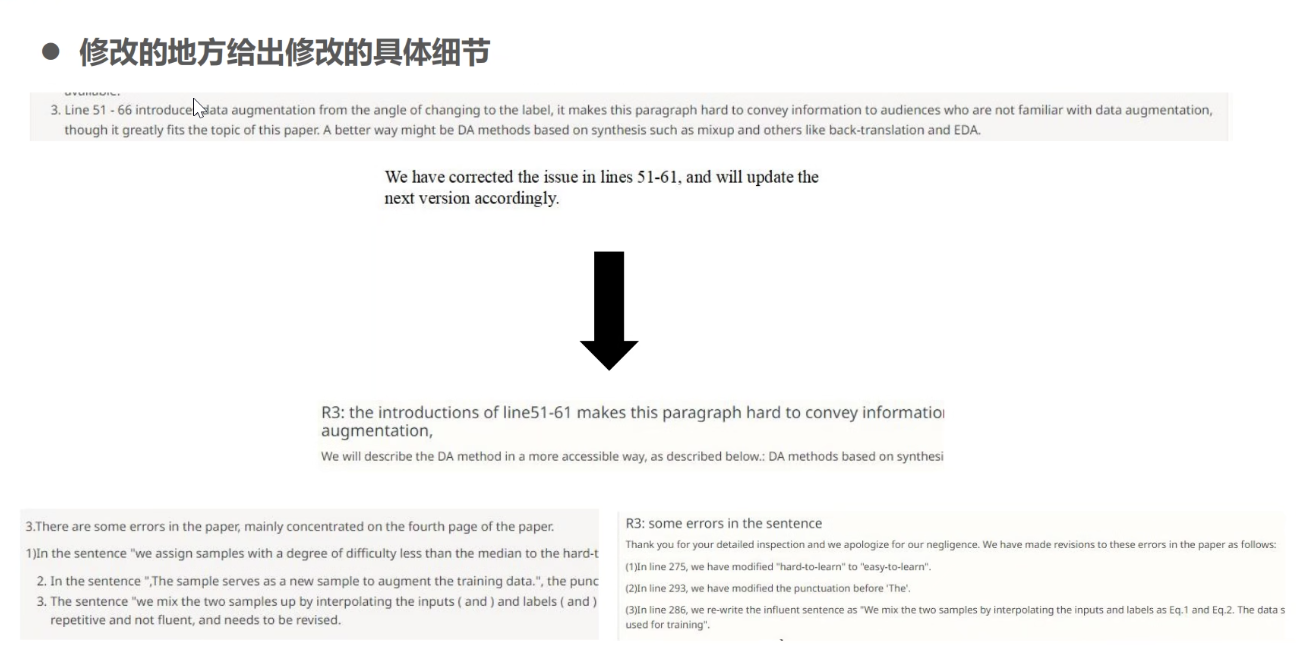 ● 修改的地方给出修改的具体细节
available.
3. Line 51 - 66 introduces data augmentation from the angle of changing to the label, it makes this paragraph hard to convey information to audiences who are not familiar with data augmentation,
though it greatly fits the topic of this paper. A better way might be DA methods based on synthesis such as mixup and others like back-translation and EDA.
We have corrected the issue in lines 51-61, and will update the
next version accordingly.
R3: the introductions of line51-61 makes this paragraph hard to convey information
augmentation,
We will describe the DA method in a more accessible way, as described below.: DA methods based on synthesi
3.There are some errors in the paper, mainly concentrated on the fourth page of the paper.
1)In the sentence "we assign samples with a degree of difficulty less than the median to the hard-t
2. In the sentence ",The sample serves as a new sample to augment the training data.", the punc
3. The sentence "we mix the two samples up by interpolating the inputs ( and ) and labels ( and )
repetitive and not fluent, and needs to be revised.
R3: some errors in the sentence
Thank you for your detailed inspection and we apologize for our negligence. We have made revisions to these errors in the paper as follows:
(1)In line 275, we have modified "hard-to-learn" to "easy-to-learn".
(2)In line 293, we have modified the punctuation before 'The'.
(3)In line 286, we re-write the influent sentence as "We mix the two samples by interpolating the inputs and labels as Eq.1 and Eq.2. The data s
used for training".